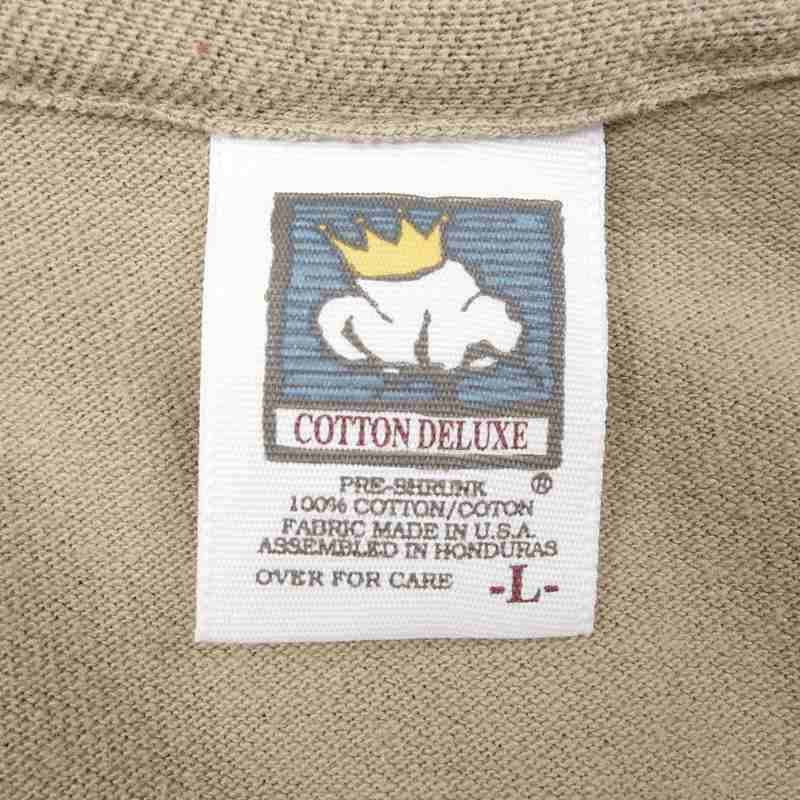 COTTON DELUXE
®
PRE-SHRUNK
100% COTTON/COTON
FABRIC MADE IN U.S.A.
ASSEMBLED IN HONDURAS
OVER FOR CARE -L-